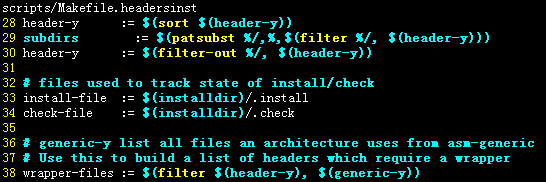 scripts/Makefile.headersinst
28 header-y      := $(sort $(header-y))
29 subdirs       := $(patsubst %/,%,$(filter %/, $(header-y)))
30 header-y      := $(filter-out %/, $(header-y))
31
32 # files used to track state of install/check
33 install-file  := $(installdir)/.install
34 check-file    := $(installdir)/.check
35
36 # generic-y list all files an architecture uses from asm-generic
37 # Use this to build a list of headers which require a wrapper
38 wrapper-files := $(filter $(header-y), $(generic-y))